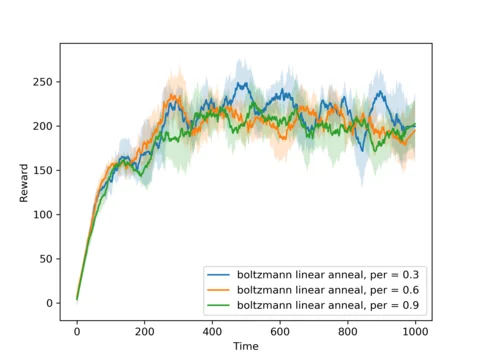 250
200
150
100
50
0
Reward
0 200 400 600 800 1000
Time
boltzmann linear anneal, per = 0.3
boltzmann linear anneal, per = 0.6
boltzmann linear anneal, per = 0.9